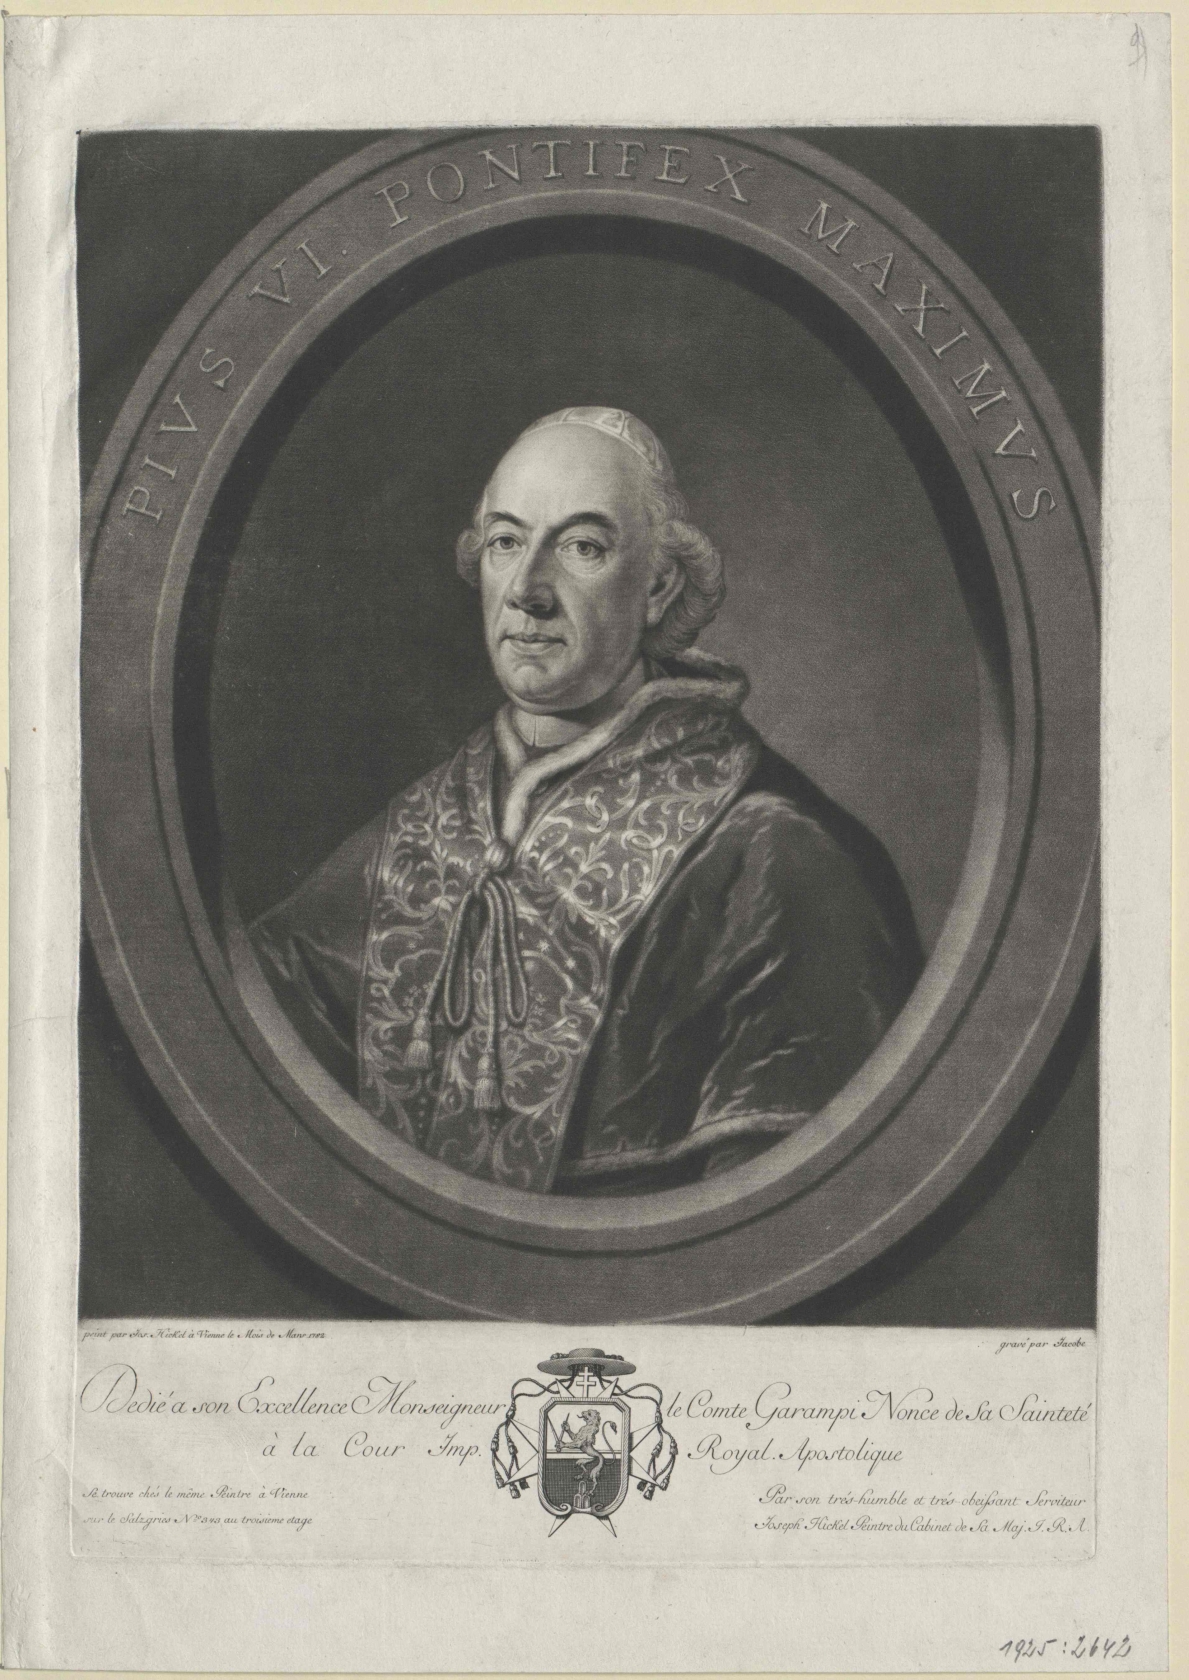 PIVS VI. PONTIFEX MAXIMVS
peint par Jos. Hickel à Vienne le Mois de Mars 1782
gravé par Jacobe
Dedié a son Excellence Monseigneur le Comte Garampi Nonce de Sa Sainteté
à la Cour Imp. Royal. Apostolique
Se trouve chés le même Peintre à Vienne
sur le Salzgries Nro au troisième etage
Par son trés-humble et trés-obeißant Serviteur
Joseph Hickel Peintre du Cabinet de Sa Maj. I. R. A.
1925:2642